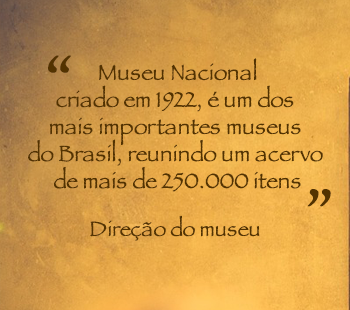 “ Museu Nacional
criado em 1922, é um dos
mais importantes museus
do Brasil, reunindo um acervo
de mais de 250.000 itens ”
Direção do museu